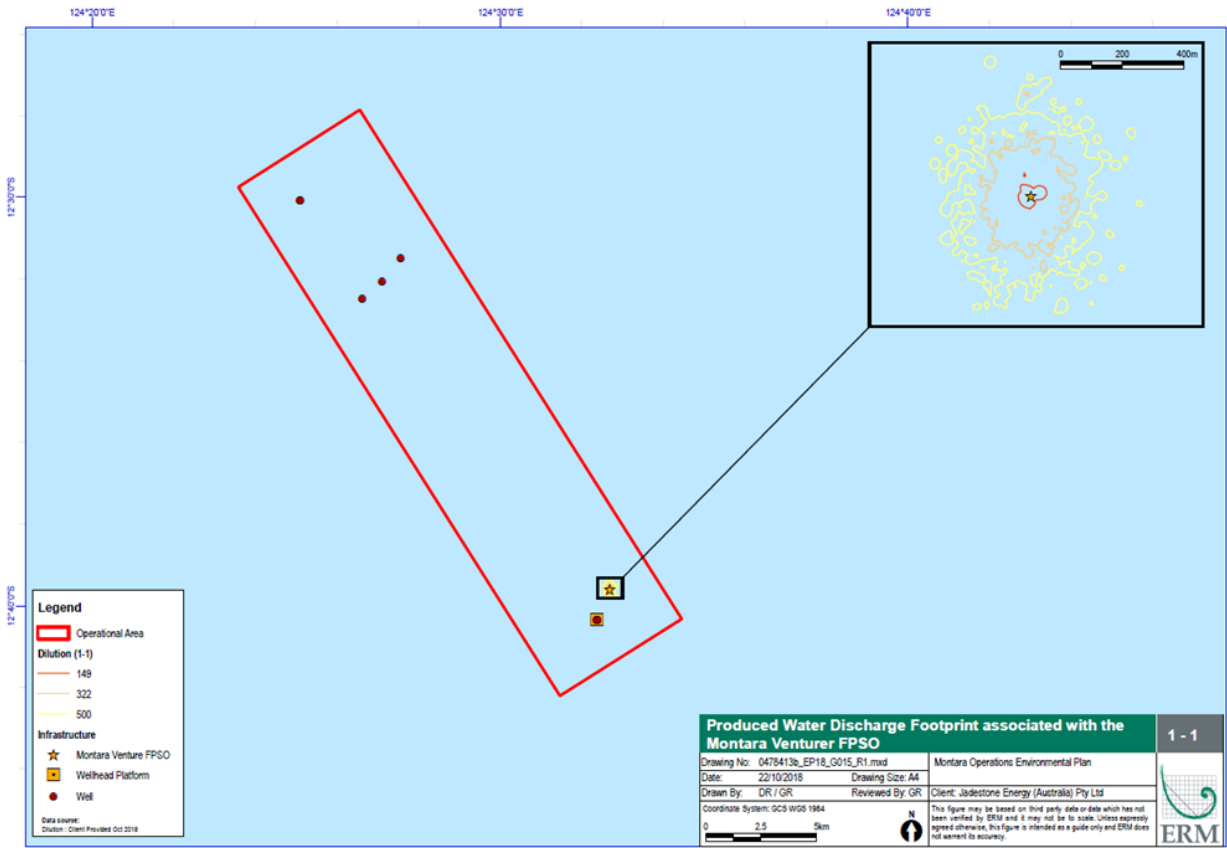 124°20'0"E
124°30'0"E
124°40'0"E
0 200 400m
12°30'0"S
12°40'0"S
Legend
Operational Area
Dilution (1-1)
149
322
500
Infrastructure
Montara Venture FPSO
Wellhead Platform
Well
Data source:
Dilution : Client Provided Oct 2018
Produced Water Discharge Footprint associated with the
Montara Venturer FPSO
1 - 1
Drawing No: 0478413b_EP18_G015_R1.mxd
Montara Operations Environmental Plan
Date: 22/10/2018 Drawing Size: A4
Drawn By: DR / GR Reviewed By: GR
Client: Jadestone Energy (Australia) Pty Ltd
Coordinate System: GCS WGS 1984
0 2.5 5km
N
This figure may be based on third party data or data which has not
been verified by ERM and it may not be to scale. Unless expressly
agreed otherwise, this figure is intended as a guide only and ERM does
not warrant its accuracy.
ERM